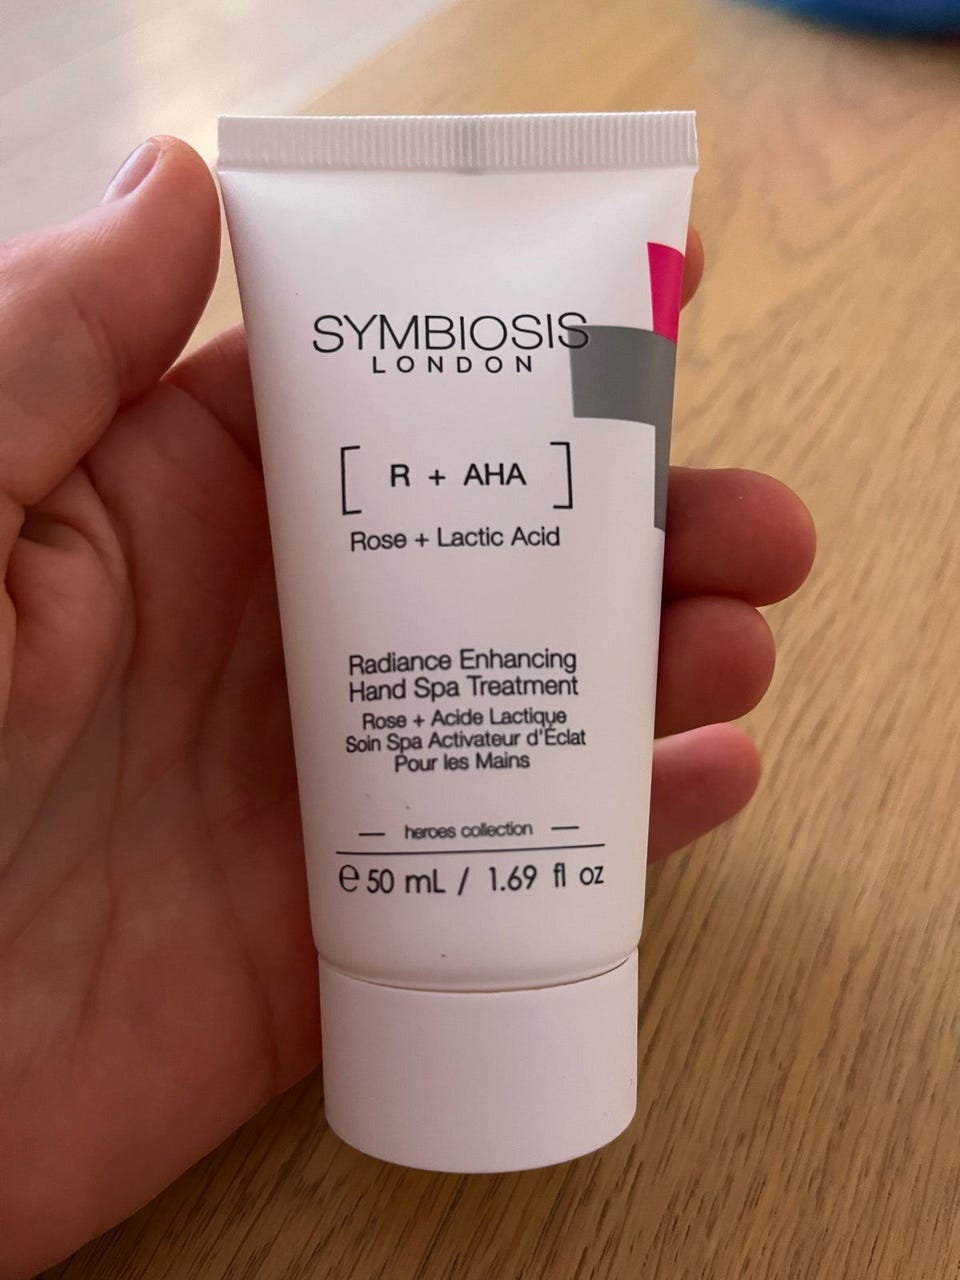 SYMBIOSIS
LONDON
[ R + AHA ]
Rose + Lactic Acid
Radiance Enhancing
Hand Spa Treatment
Rose + Acide Lactique
Soin Spa Activateur d'Éclat
Pour les Mains
— heroes collection —
℮ 50 mL / 1.69 fl oz